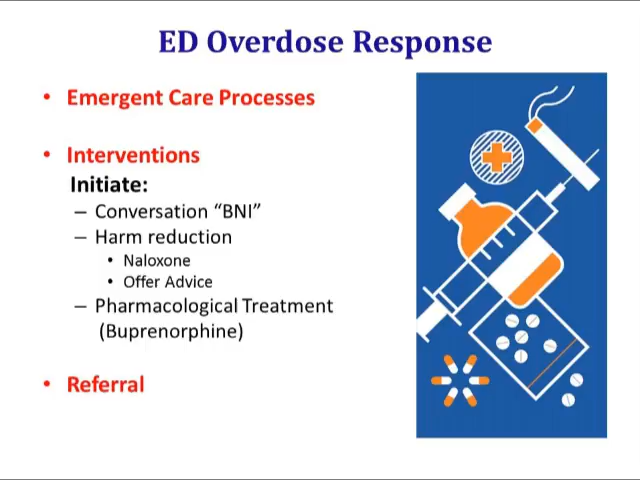 ED Overdose Response
• Emergent Care Processes
• Interventions
Initiate:
– Conversation “BNI”
– Harm reduction
• Naloxone
• Offer Advice
– Pharmacological Treatment
(Buprenorphine)
• Referral